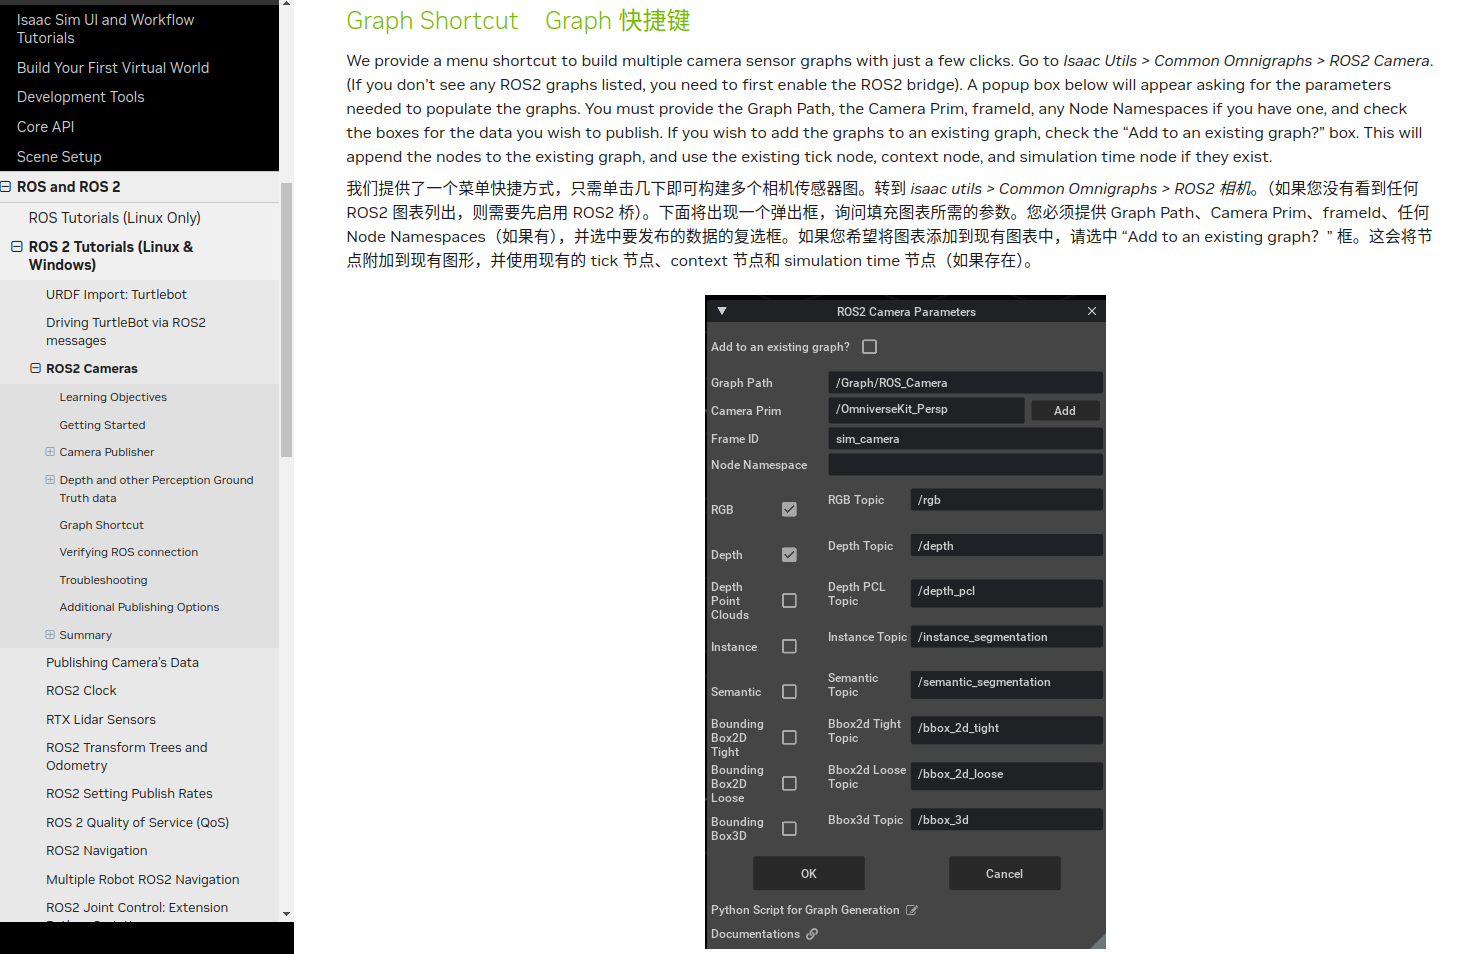 Isaac Sim UI and Workflow
Tutorials
Build Your First Virtual World
Development Tools
Core API
Scene Setup
ROS and ROS 2
ROS Tutorials (Linux Only)
ROS 2 Tutorials (Linux &
Windows)
URDF Import: Turtlebot
Driving TurtleBot via ROS2
messages
ROS2 Cameras
Learning Objectives
Getting Started
Camera Publisher
Depth and other Perception Ground
Truth data
Graph Shortcut
Verifying ROS connection
Troubleshooting
Additional Publishing Options
Summary
Publishing Camera's Data
ROS2 Clock
RTX Lidar Sensors
ROS2 Transform Trees and
Odometry
ROS2 Setting Publish Rates
ROS 2 Quality of Service (QoS)
ROS2 Navigation
Multiple Robot ROS2 Navigation
ROS2 Joint Control: Extension
Graph Shortcut Graph 快捷键
We provide a menu shortcut to build multiple camera sensor graphs with just a few clicks. Go to Isaac Utils > Common Omnigraphs > ROS2 Camera.
(If you don't see any ROS2 graphs listed, you need to first enable the ROS2 bridge). A popup box below will appear asking for the parameters
needed to populate the graphs. You must provide the Graph Path, the Camera Prim, frameId, any Node Namespaces if you have one, and check
the boxes for the data you wish to publish. If you wish to add the graphs to an existing graph, check the “Add to an existing graph?” box. This will
append the nodes to the existing graph, and use the existing tick node, context node, and simulation time node if they exist.
我们提供了一个菜单快捷方式，只需单击几下即可构建多个相机传感器图。转到 isaac utils > Common Omnigraphs > ROS2 相机。（如果您没有看到任何
ROS2 图表列出，则需要先启用 ROS2 桥）。下面将出现一个弹出框，询问填充图表所需的参数。您必须提供 Graph Path、Camera Prim、frameId、任何
Node Namespaces（如果有），并选中要发布的数据的复选框。如果您希望将图表添加到现有图表中，请选中 “Add to an existing graph？” 框。这会将节
点附加到现有图形，并使用现有的 tick 节点、context 节点和 simulation time 节点（如果存在）。
ROS2 Camera Parameters
Add to an existing graph?
Graph Path /Graph/ROS_Camera
Camera Prim /OmniverseKit_Persp Add
Frame ID sim_camera
Node Namespace
RGB RGB Topic /rgb
Depth Depth Topic /depth
Depth
Point
Clouds
Depth PCL
Topic
/depth_pcl
Instance Instance Topic /instance_segmentation
Semantic
Semantic
Topic
/semantic_segmentation
Bounding
Box2D
Tight
Bbox2d Tight
Topic
/bbox_2d_tight
Bounding
Box2D
Loose
Bbox2d Loose
Topic
/bbox_2d_loose
Bounding
Box3D
Bbox3d Topic /bbox_3d
OK Cancel
Python Script for Graph Generation
Documentations